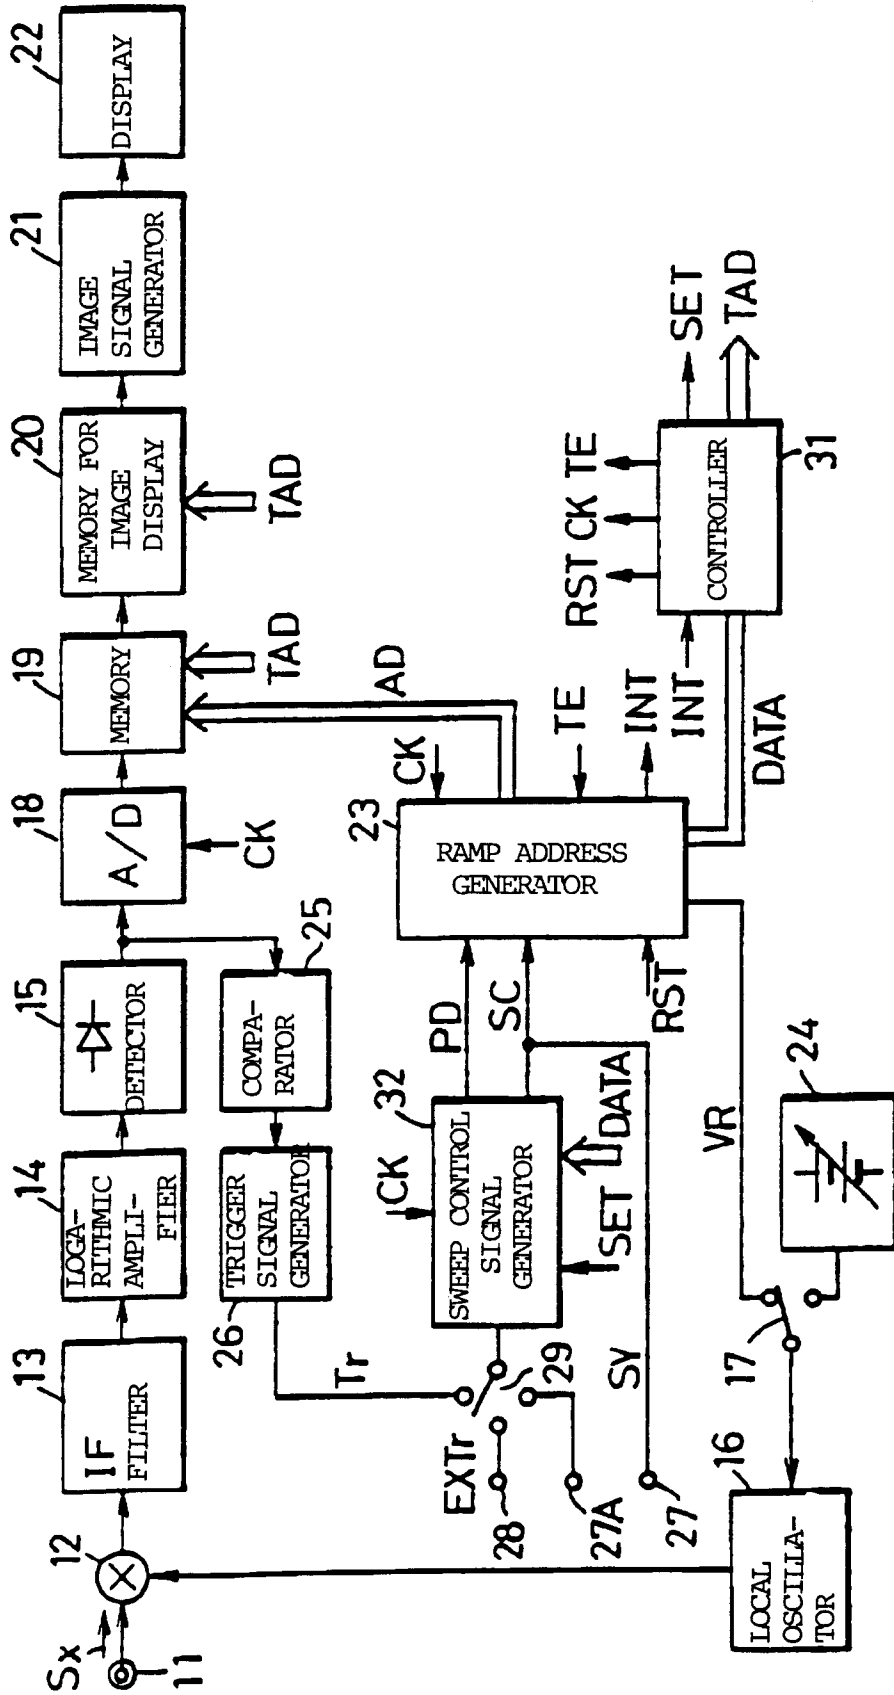 Sx
11
12
13
IF
FILTER
14
LOGA-
RITHMIC
AMPLI-
FIER
15
DETECTOR
18
A/D
CK
19
MEMORY
TAD
20
MEMORY FOR
IMAGE
DISPLAY
TAD
21
IMAGE
SIGNAL
GENERATOR
22
DISPLAY
25
COMPA-
RATOR
26
TRIGGER
SIGNAL
GENERATOR
Tr
AD
EXTr
28
29
27A
27
SY
CK
32
SWEEP CONTROL
SIGNAL
GENERATOR
SET
DATA
PD
SC
RST
23
RAMP ADDRESS
GENERATOR
CK
TE
INT
INT
DATA
RST
CK
TE
CONTROLLER
31
SET
TAD
VR
24
17
16
LOCAL
OSCILLA-
TOR